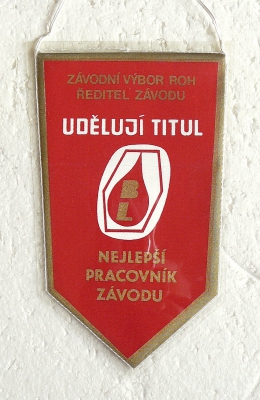 ZÁVODNÍ VÝBOR ROH
ŘEDITEL ZÁVODU
UDĚLUJÍ TITUL
BL
NEJLEPŠÍ
PRACOVNÍK
ZÁVODU